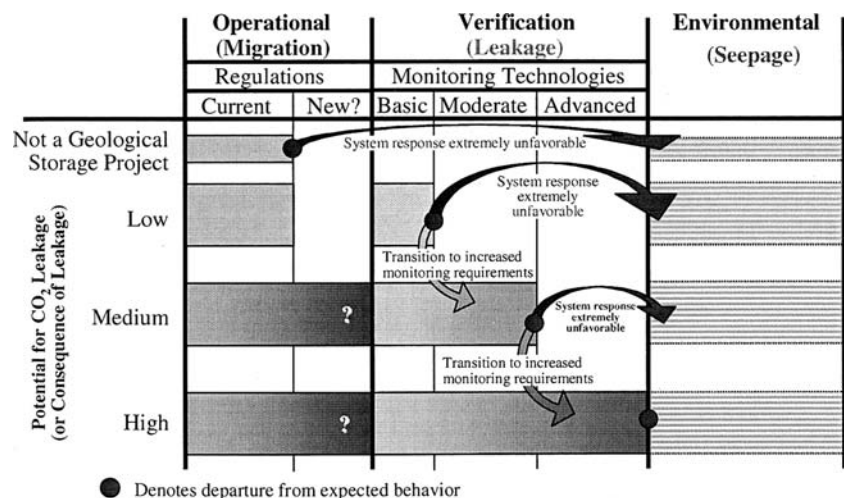 Operational
(Migration)
Verification
(Leakage)
Environmental
(Seepage)
Regulations
Monitoring Technologies
Current
New?
Basic
Moderate
Advanced
Not a Geological
Storage Project
System response extremely unfavorable
Low
System response
extremely
unfavorable
Transition to increased
monitoring requirements
Medium
?
System response
extremely
unfavorable
Transition to increased
monitoring requirements
High
?
Potential for CO2 Leakage
(or Consequence of Leakage)
Denotes departure from expected behavior